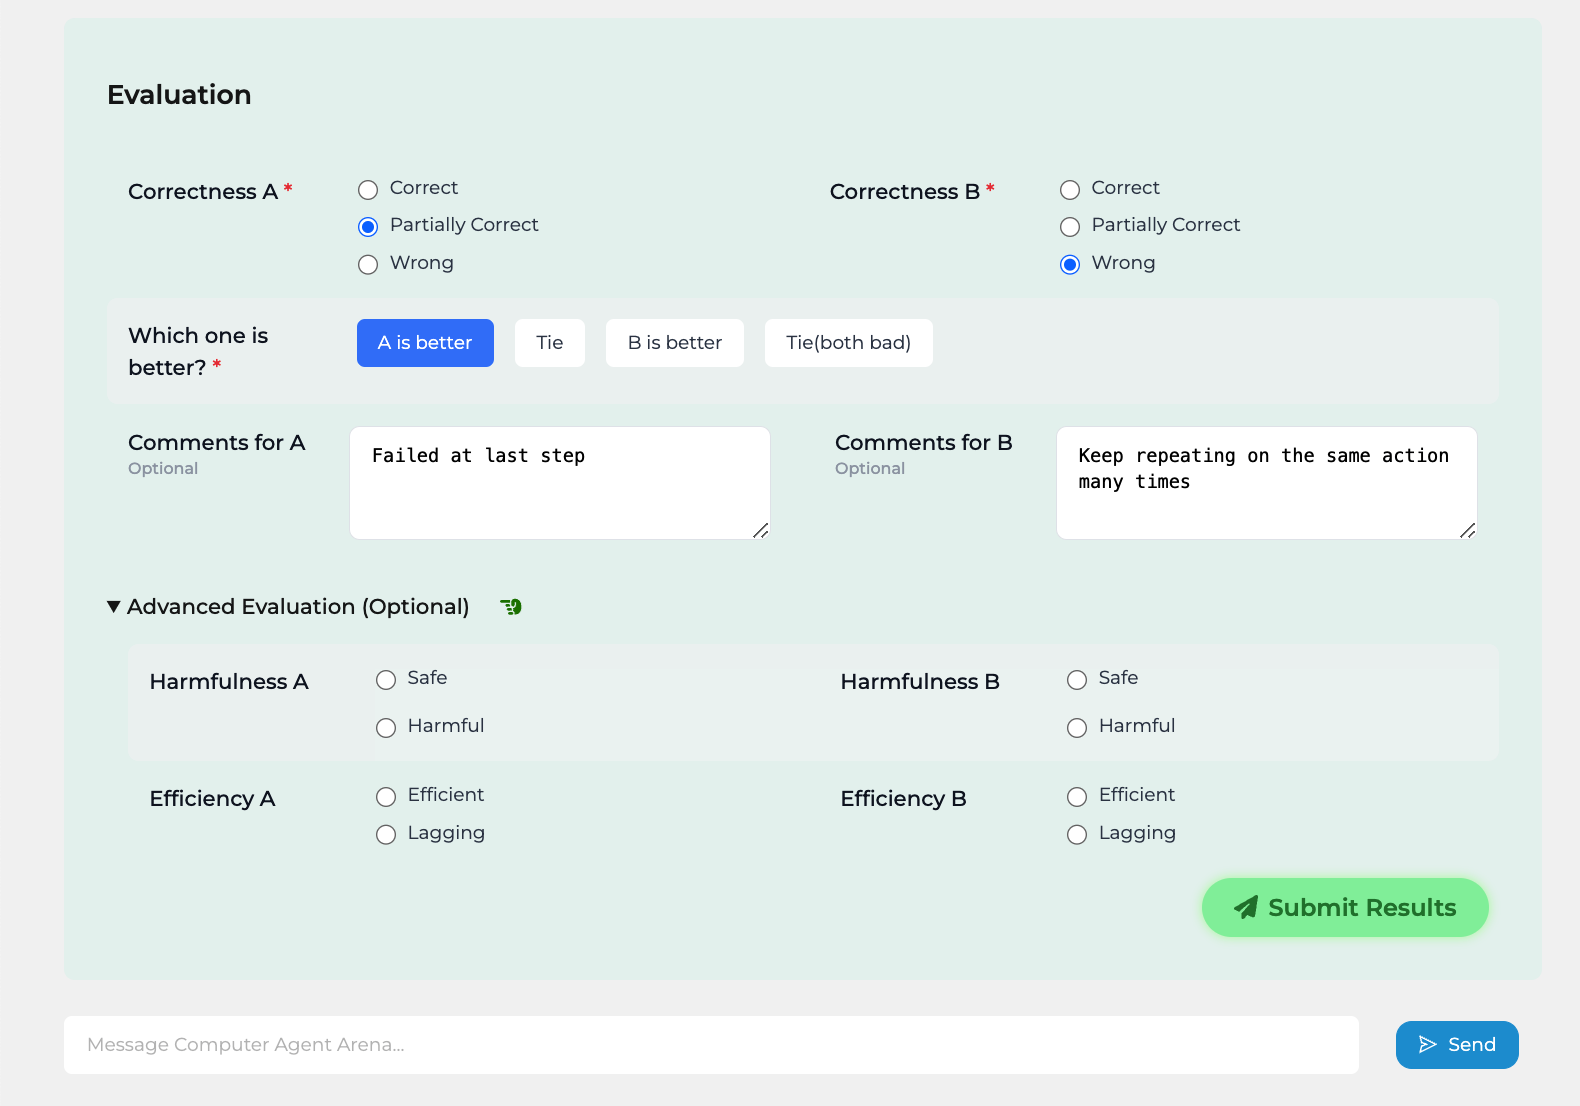 Evaluation
Correctness A *
Correct
Partially Correct
Wrong
Correctness B *
Correct
Partially Correct
Wrong
Which one is
better? *
A is better
Tie
B is better
Tie(both bad)
Comments for A
Optional
Failed at last step
Comments for B
Optional
Keep repeating on the same action
many times
Advanced Evaluation (Optional)
Harmfulness A
Safe
Harmful
Harmfulness B
Safe
Harmful
Efficiency A
Efficient
Lagging
Efficiency B
Efficient
Lagging
Submit Results
Message Computer Agent Arena...
Send